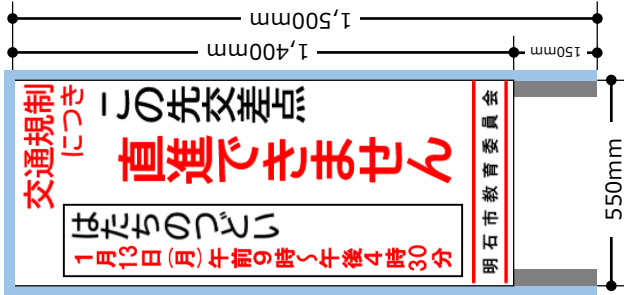 交通規制
につき
この先交差点
直進できません
はたちのつどい
1月13日(月)午前9時～午後4時30分
明石市教育委員会
1,500mm
1,400mm
150mm
550mm